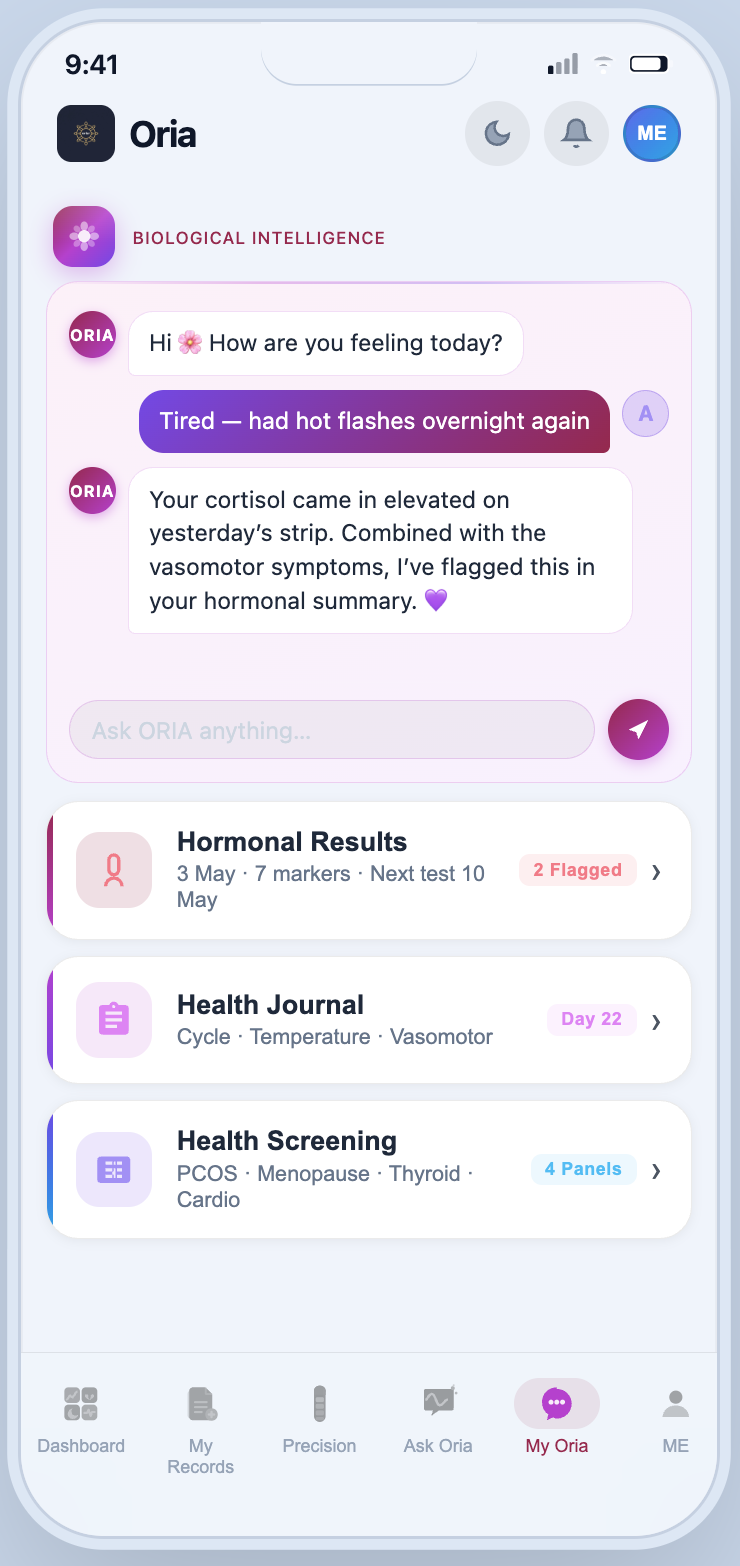 9:41
Oria
ME
BIOLOGICAL INTELLIGENCE
ORIA
Hi 🌸 How are you feeling today?
Tired — had hot flashes overnight again
A
ORIA
Your cortisol came in elevated on
yesterday’s strip. Combined with the
vasomotor symptoms, I’ve flagged this in
your hormonal summary. 💜
Ask ORIA anything...
Hormonal Results
3 May · 7 markers · Next test 10
May
2 Flagged ›
Health Journal
Cycle · Temperature · Vasomotor
Day 22 ›
Health Screening
PCOS · Menopause · Thyroid ·
Cardio
4 Panels ›
Dashboard
My
Records
Precision
Ask Oria
My Oria
ME